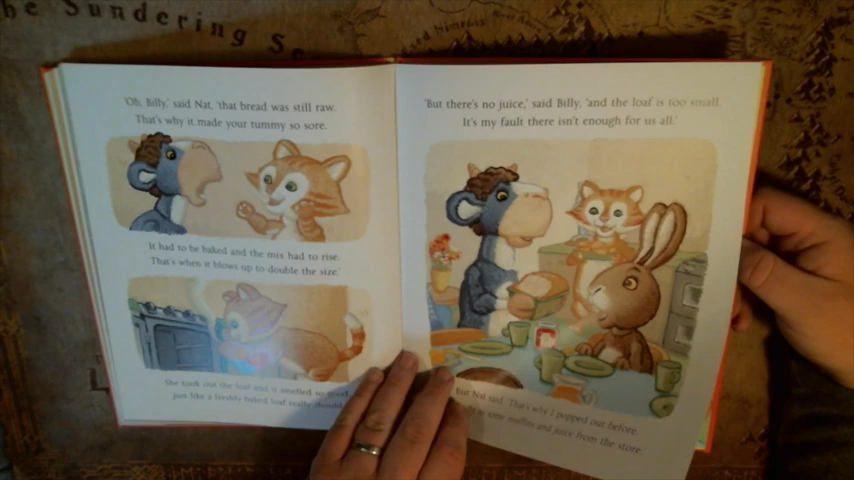 he Sundering Se
'Oh, Billy,' said Nat, 'that bread was still raw.
That's why it made your tummy so sore.
It had to be baked and the mix had to rise.
That's when it blows up to double the size.'
She took out the loaf and it smelled so good,
just like a freshly baked loaf really should
'But there's no juice,' said Billy, 'and the loaf is too small.
It's my fault there isn't enough for us all.'
But Nat said, 'That's why I popped out before,
to some muffins and juice from the store.